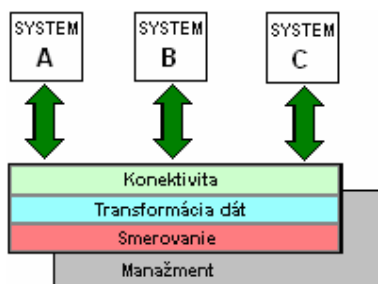 SYSTEM SYSTEM SYSTEM
A B C
Konektivita
Transformácia dát
Smerovanie
Manažment